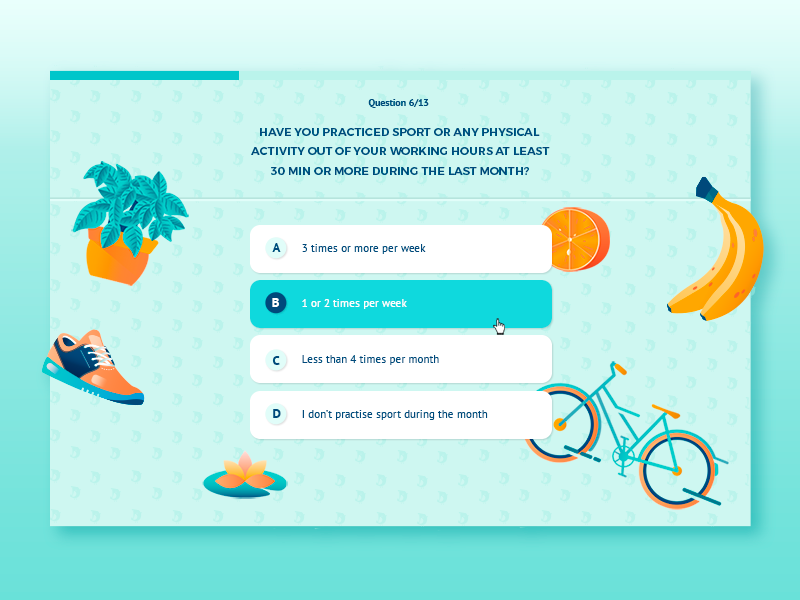 Question 6/13
HAVE YOU PRACTICED SPORT OR ANY PHYSICAL
ACTIVITY OUT OF YOUR WORKING HOURS AT LEAST
30 MIN OR MORE DURING THE LAST MONTH?
A 3 times or more per week
B 1 or 2 times per week
C Less than 4 times per month
D I don't practise sport during the month